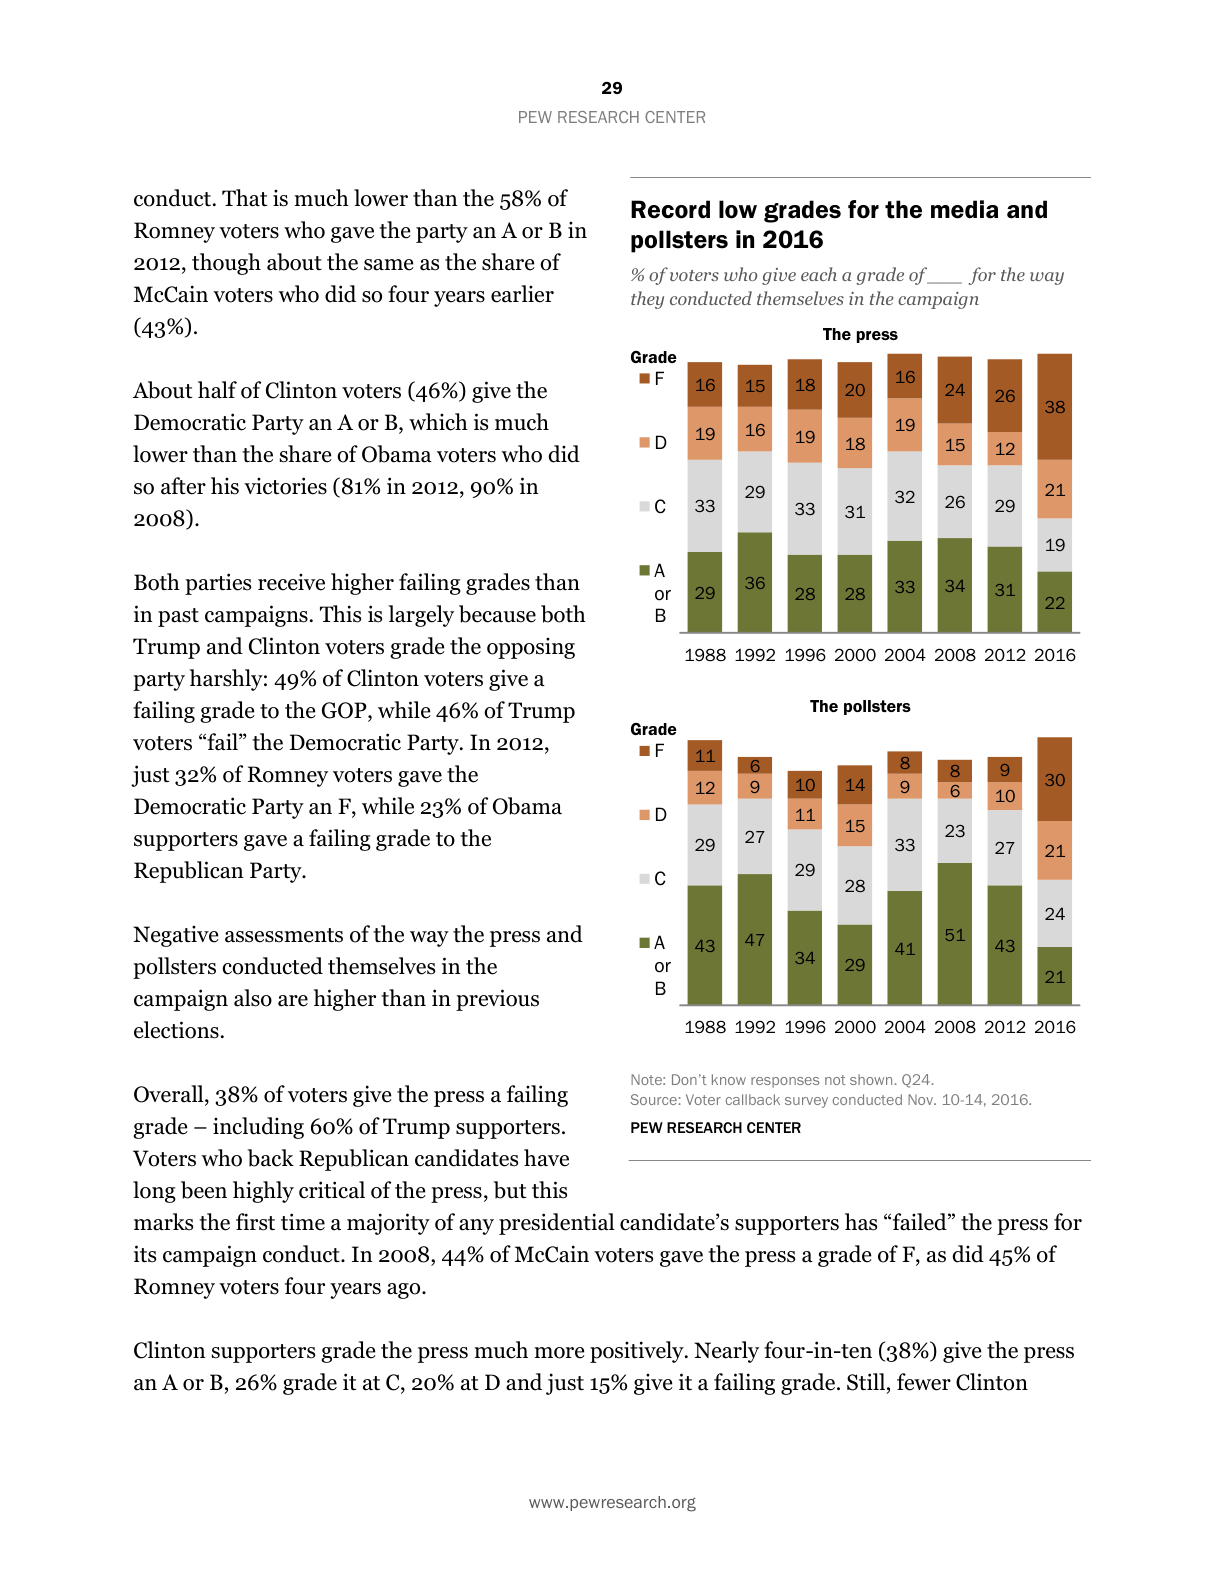 29
PEW RESEARCH CENTER
conduct. That is much lower than the 58% of
Romney voters who gave the party an A or B in
2012, though about the same as the share of
McCain voters who did so four years earlier
(43%).
About half of Clinton voters (46%) give the
Democratic Party an A or B, which is much
lower than the share of Obama voters who did
so after his victories (81% in 2012, 90% in
2008).
Both parties receive higher failing grades than
in past campaigns. This is largely because both
Trump and Clinton voters grade the opposing
party harshly: 49% of Clinton voters give a
failing grade to the GOP, while 46% of Trump
voters “fail” the Democratic Party. In 2012,
just 32% of Romney voters gave the
Democratic Party an F, while 23% of Obama
supporters gave a failing grade to the
Republican Party.
Negative assessments of the way the press and
pollsters conducted themselves in the
campaign also are higher than in previous
elections.
Overall, 38% of voters give the press a failing
grade – including 60% of Trump supporters.
Voters who back Republican candidates have
long been highly critical of the press, but this
marks the first time a majority of any presidential candidate’s supporters has “failed” the press for
its campaign conduct. In 2008, 44% of McCain voters gave the press a grade of F, as did 45% of
Romney voters four years ago.
Clinton supporters grade the press much more positively. Nearly four-in-ten (38%) give the press
an A or B, 26% grade it at C, 20% at D and just 15% give it a failing grade. Still, fewer Clinton
Record low grades for the media and
pollsters in 2016
% of voters who give each a grade of ___ for the way
they conducted themselves in the campaign
The press
Grade
F
D
C
A
or
B
16 15 18 20 16 24 26 38
19 16 19 18 19 15 12 21
33 29 33 31 32 26 29 19
29 36 28 28 33 34 31 22
1988 1992 1996 2000 2004 2008 2012 2016
The pollsters
Grade
F
D
C
A
or
B
11 6 10 14 8 8 9 30
12 9 11 15 9 6 10 21
29 27 29 28 33 23 27 24
43 47 34 29 41 51 43 21
1988 1992 1996 2000 2004 2008 2012 2016
Note: Don’t know responses not shown. Q24.
Source: Voter callback survey conducted Nov. 10-14, 2016.
PEW RESEARCH CENTER
www.pewresearch.org